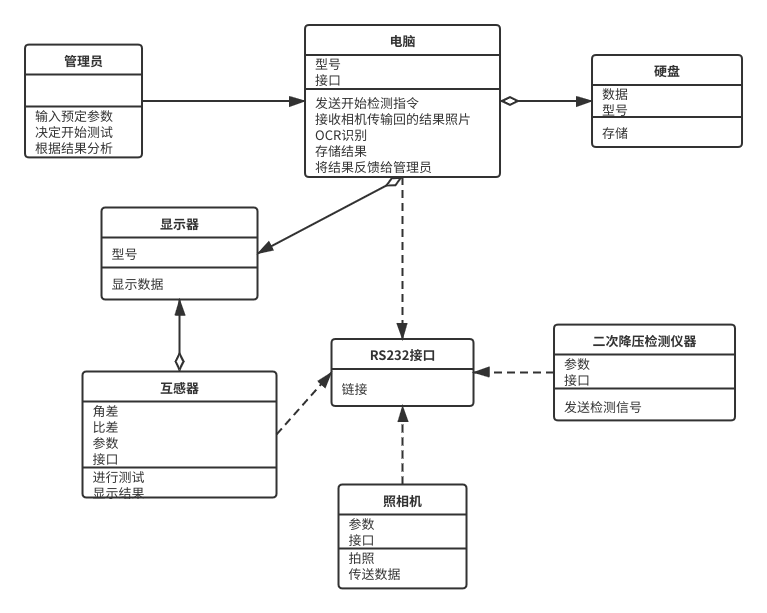 管理员
输入预定参数
决定开始测试
根据结果分析
电脑
型号
接口
发送开始检测指令
接收相机传输回的结果照片
OCR识别
存储结果
将结果反馈给管理员
硬盘
数据
型号
存储
显示器
型号
显示数据
RS232接口
链接
二次降压检测仪器
参数
接口
发送检测信号
互感器
角差
比差
参数
接口
进行测试
显示结果
照相机
参数
接口
拍照
传送数据